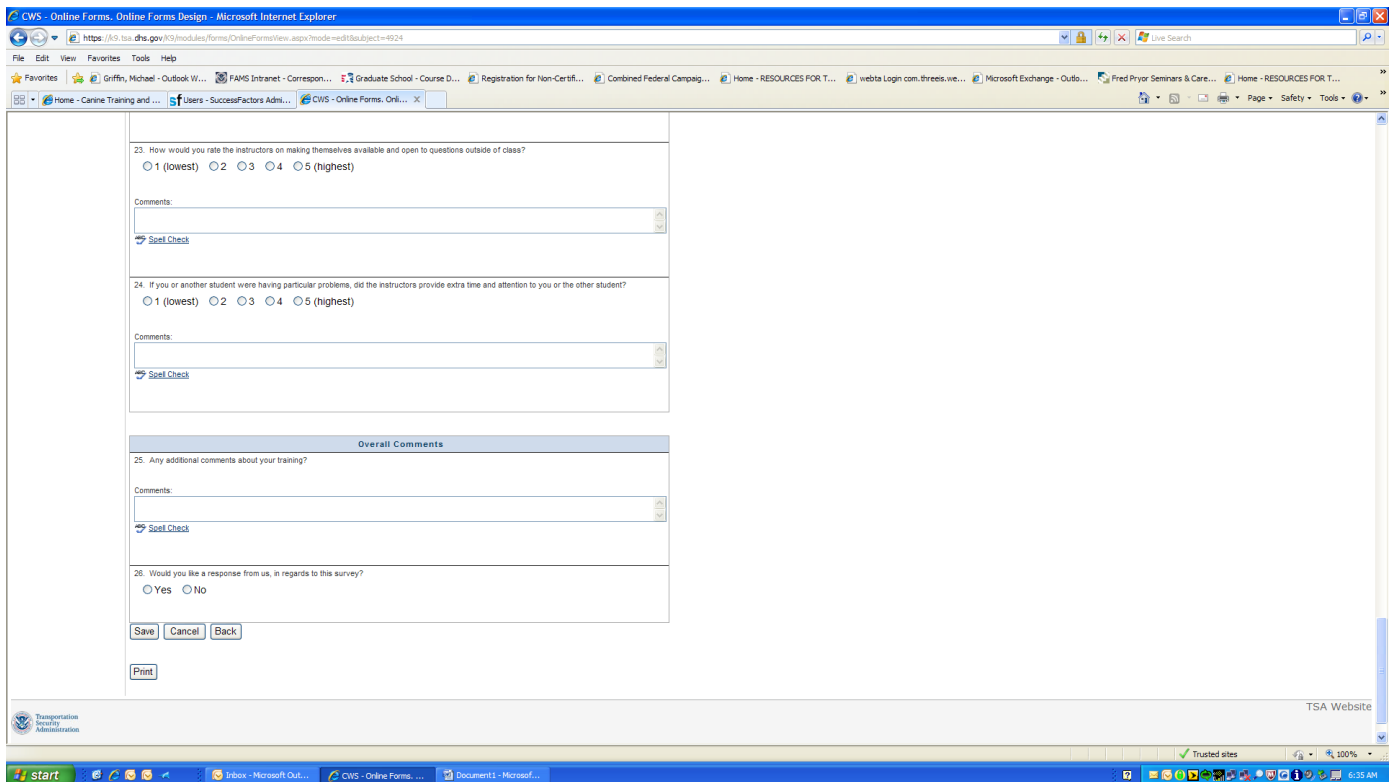 CWS - Online Forms. Online Forms Design - Microsoft Internet Explorer
https://k9.tsa.dhs.gov/K9/modules/forms/OnlineFormsView.aspx?mode=edit&subject=4924
Live Search
File Edit View Favorites Tools Help
Favorites Griffin, Michael - Outlook W... FAMS Intranet - Correspon... Graduate School - Course D... Registration for Non-Certifi... Combined Federal Campaig... Home - RESOURCES FOR T... webta Login com.threeis.we... Microsoft Exchange - Outlo... Fred Pryor Seminars & Care... Home - RESOURCES FOR T...
Home - Canine Training and ... Users - SuccessFactors Admi... CWS - Online Forms. Onli... Page Safety Tools
23. How would you rate the instructors on making themselves available and open to questions outside of class?
1 (lowest) 2 3 4 5 (highest)
Comments:
Spell Check
24. If you or another student were having particular problems, did the instructors provide extra time and attention to you or the other student?
1 (lowest) 2 3 4 5 (highest)
Comments:
Spell Check
Overall Comments
25. Any additional comments about your training?
Comments:
Spell Check
26. Would you like a response from us, in regards to this survey?
Yes No
Save Cancel Back
Print
TSA Website
Transportation
Security
Administration
Trusted sites 100%
start Inbox - Microsoft Out... CWS - Online Forms. ... Document1 - Microsof... 6:35 AM